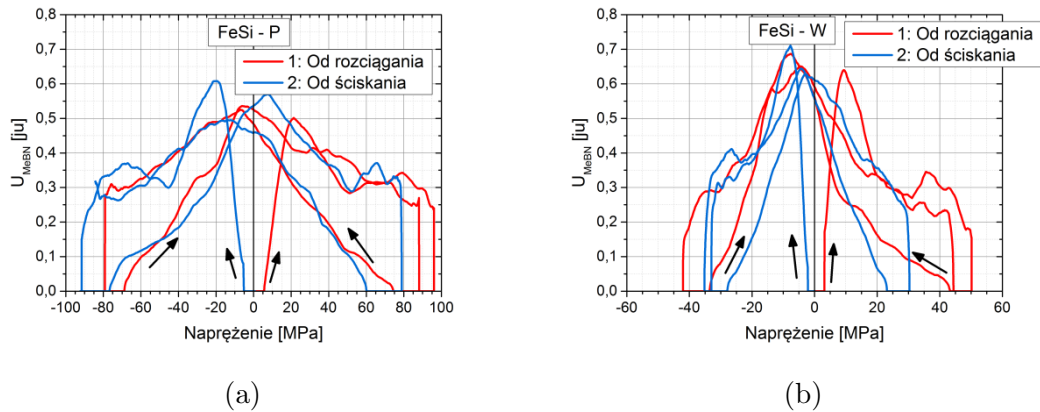 FeSi - P
1: Od rozciągania
2: Od ściskania
U_MeBN [ju]
0,8
0,7
0,6
0,5
0,4
0,3
0,2
0,1
0,0
-100 -80 -60 -40 -20 0 20 40 60 80 100
Naprężenie [MPa]
(a)
FeSi - W
1: Od rozciągania
2: Od ściskania
U_MeBN [ju]
0,8
0,7
0,6
0,5
0,4
0,3
0,2
0,1
0,0
-60 -40 -20 0 20 40 60
Naprężenie [MPa]
(b)